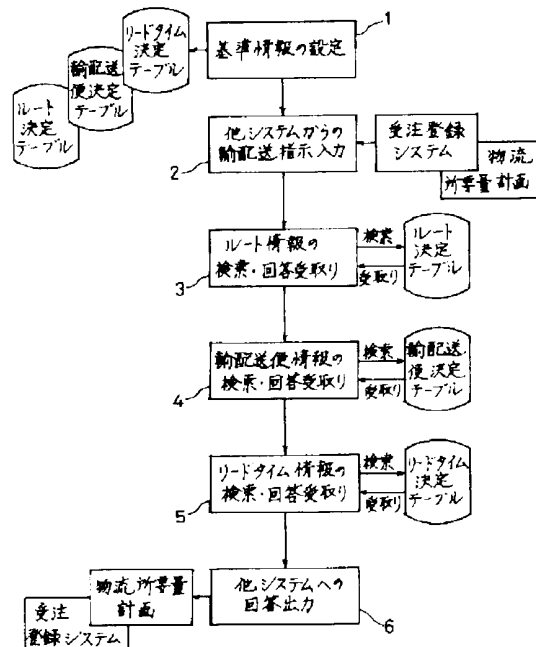 1
リードタイム
決定
テーブル
輸配送
便決定
テーブル
ルート
決定
テーブル
基準情報の設定
他システムからの
輸配送指示入力
2
受注登録
システム
物流
所要量計画
ルート情報の
検索・回答受取り
3
検索
受取り
ルート
決定
テーブル
輸配送便情報の
検索・回答受取り
4
検索
受取り
輸配送
便決定
テーブル
リードタイム情報の
検索・回答受取り
5
検索
受取り
リードタイム
決定
テーブル
他システムへの
回答出力
6
物流所要量
計画
受注
登録システム